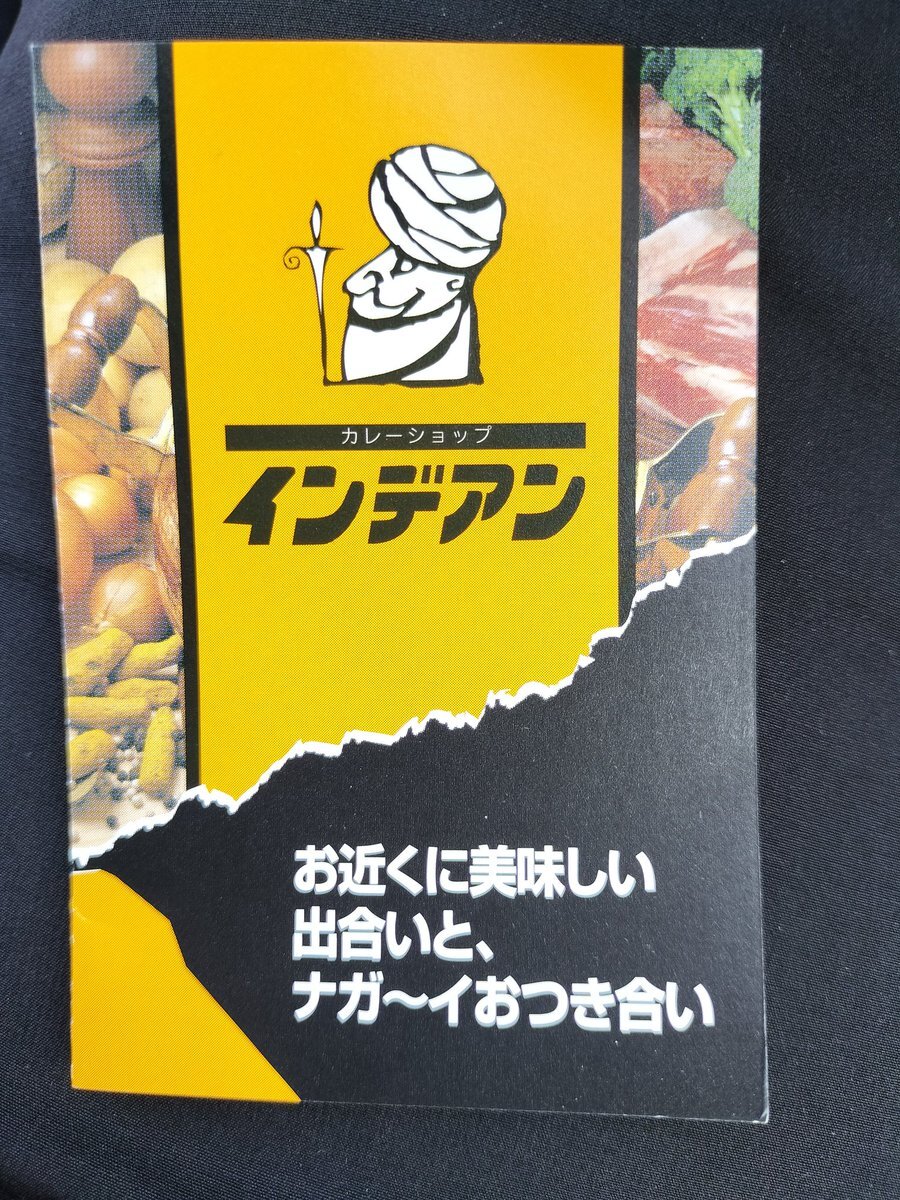 カレーショップ
インデアン
お近くに美味しい
出合いと、
ナガ〜イおつき合い